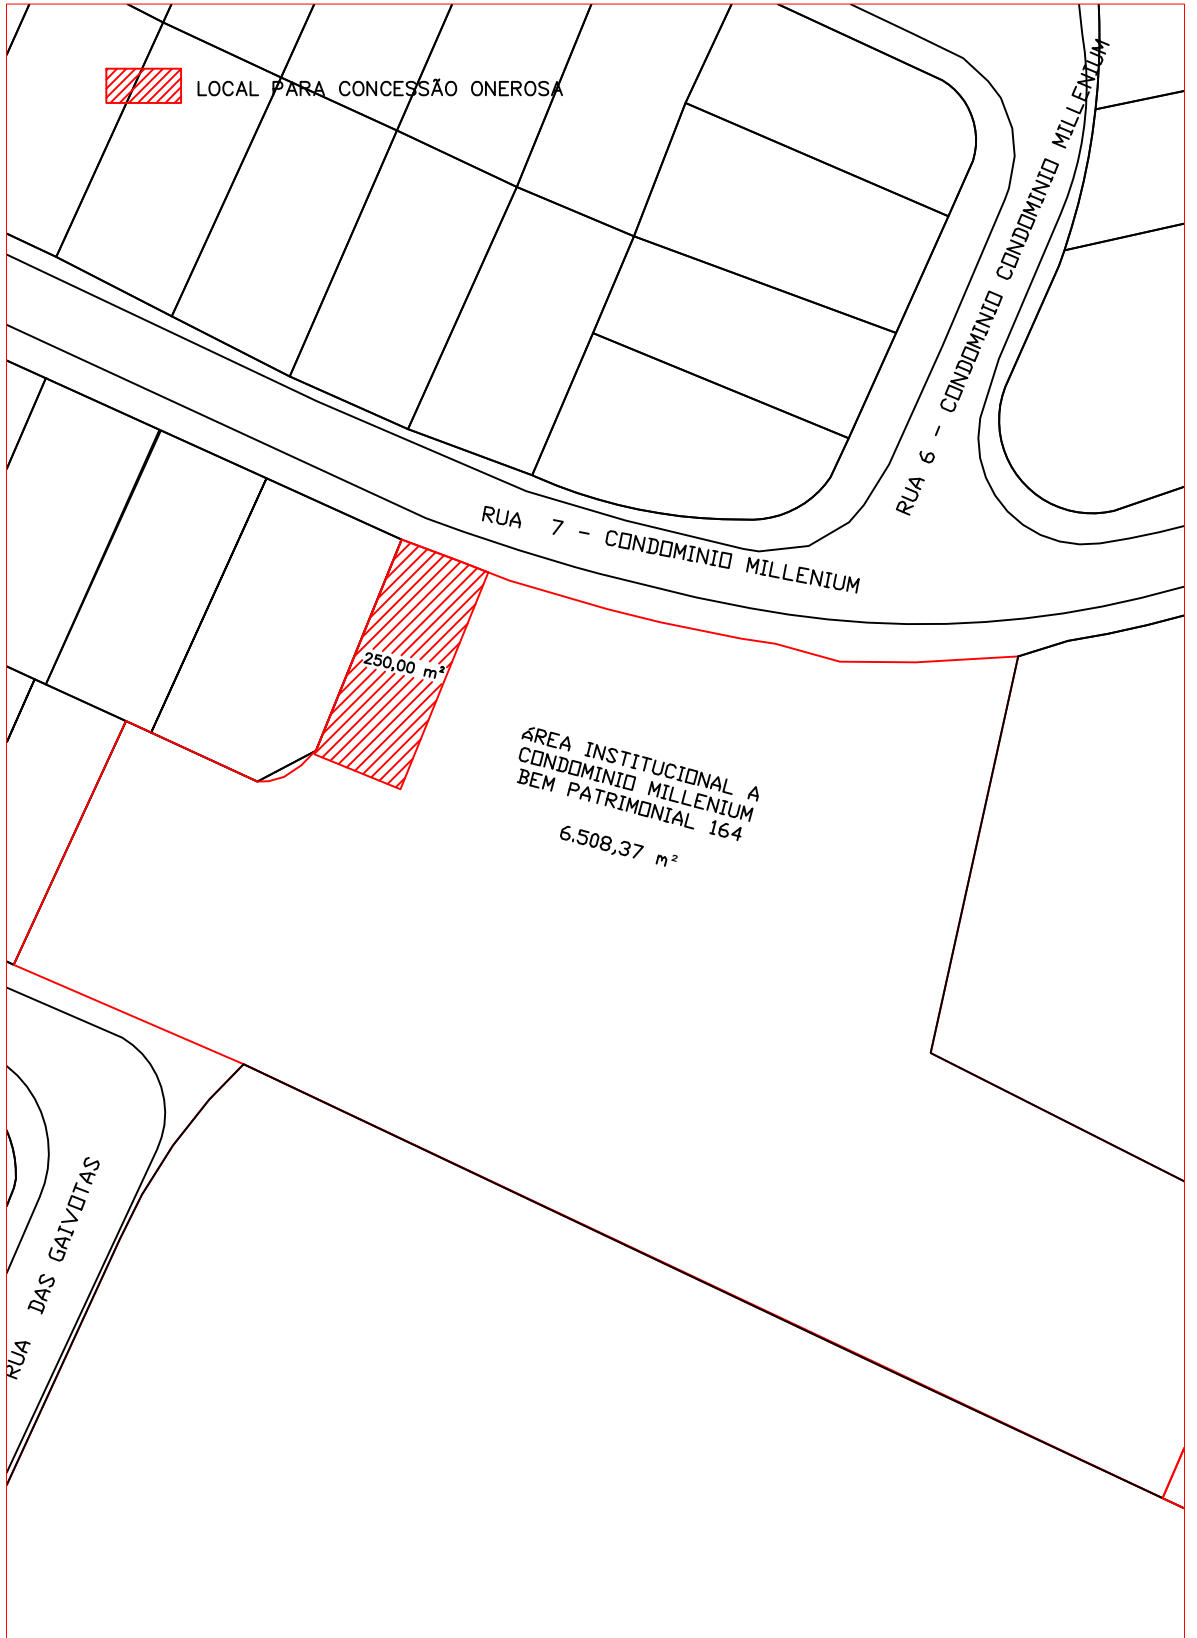 LOCAL PARA CONCESSÃO ONEROSA
RUA 6 - CONDOMINIO CONDOMINIO MILLENIUM
RUA 7 - CONDOMINIO MILLENIUM
250,00 m²
ÁREA INSTITUCIONAL A
CONDOMINIO MILLENIUM
BEM PATRIMONIAL 164
6.508,37 m²
RUA DAS GAIVOTAS